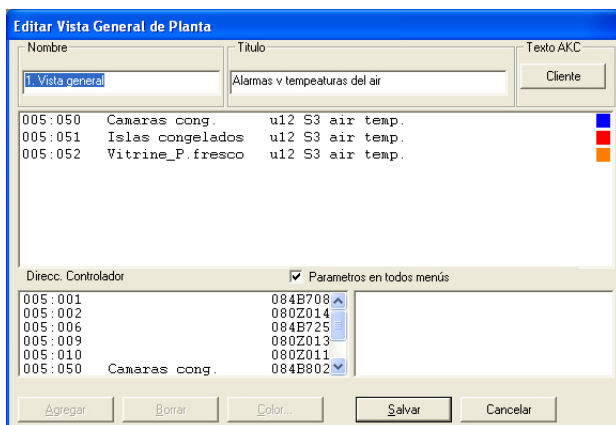 Editar Vista General de Planta
Nombre
Título
Texto AKC
1. Vista general
Alarmas v tempeaturas del air
Cliente
005:050 Camaras cong. u12 S3 air temp.
005:051 Islas congelados u12 S3 air temp.
005:052 Vitrine_P.fresco u12 S3 air temp.
Direcc. Controlador
Parametros en todos menús
005:001 084B708
005:002 080Z014
005:006 084B725
005:009 080Z013
005:010 080Z011
005:050 Camaras cong. 084B802
Agregar
Borrar
Color...
Salvar
Cancelar